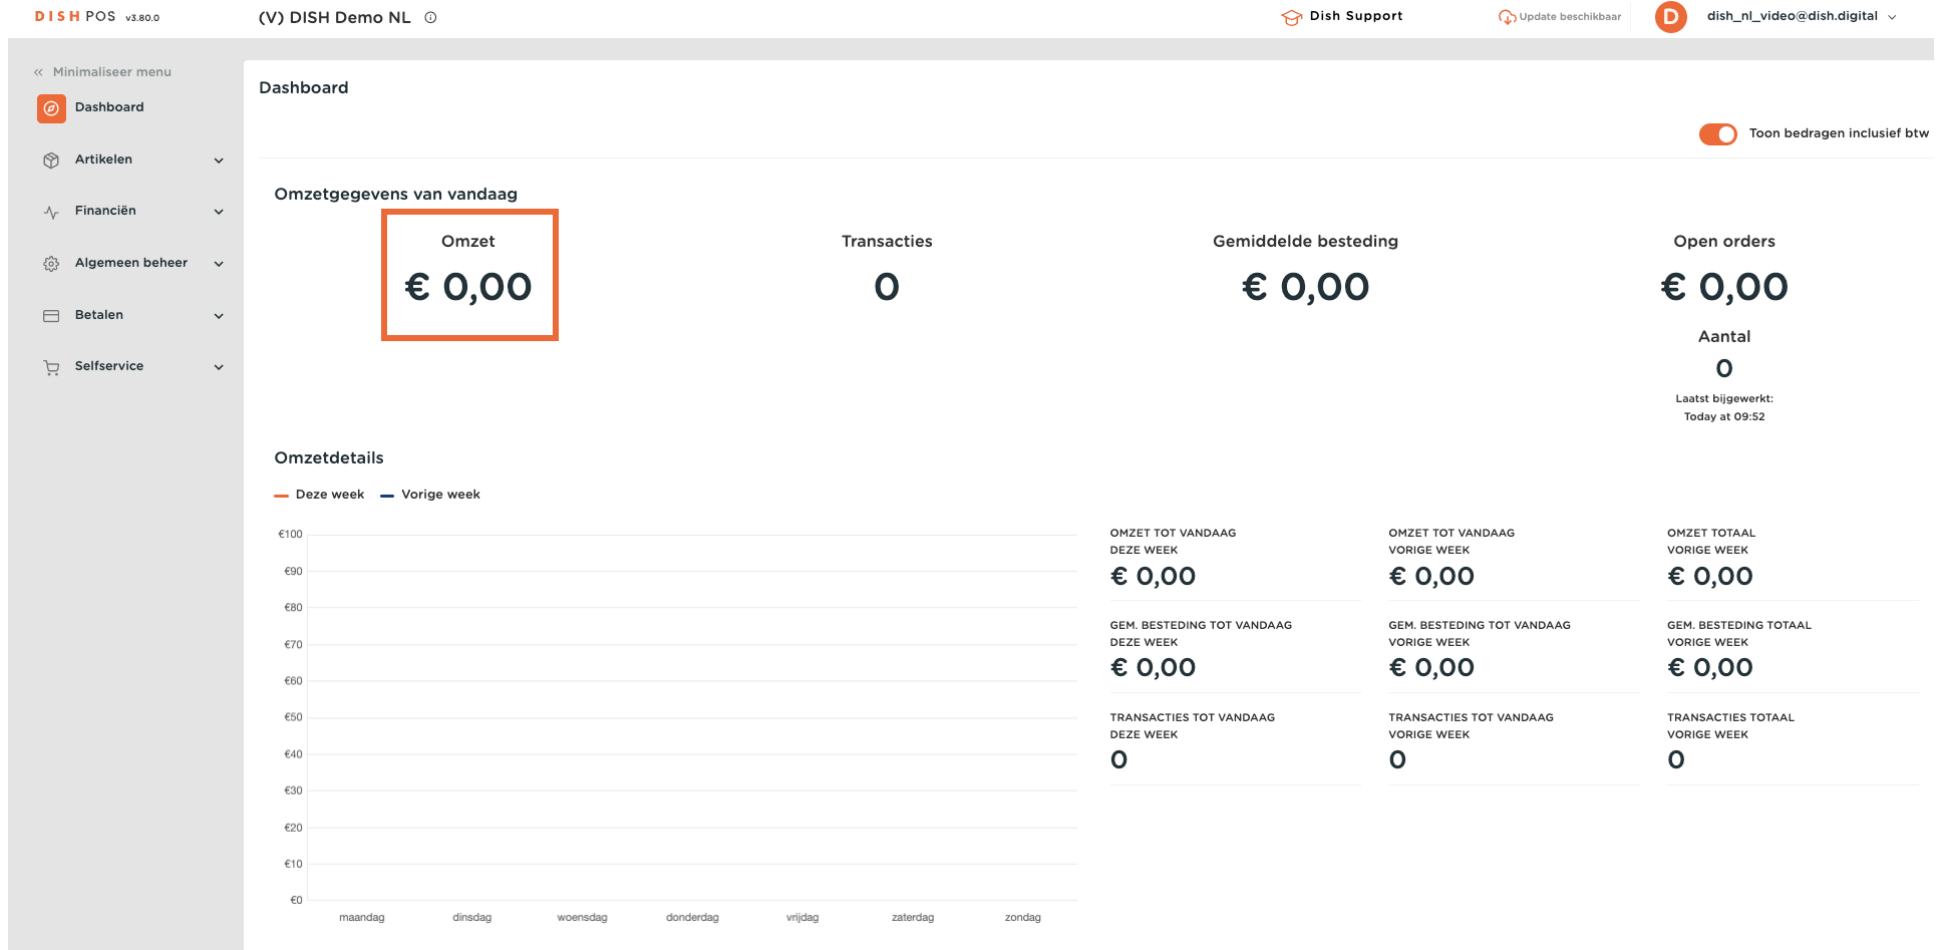 DISH POS v3.80.0
(V) DISH Demo NL
Dish Support
Update beschikbaar
D
dish_nl_video@dish.digital
Minimaliseer menu
Dashboard
Artikelen
Financiën
Algemeen beheer
Betalen
Selfservice
Dashboard
Toon bedragen inclusief btw
Omzetgegevens van vandaag
Omzet
€ 0,00
Transacties
0
Gemiddelde besteding
€ 0,00
Open orders
€ 0,00
Aantal
0
Laatst bijgewerkt:
Today at 09:52
Omzetdetails
Deze week
Vorige week
€100
€90
€80
€70
€60
€50
€40
€30
€20
€10
€0
maandag
dinsdag
woensdag
donderdag
vrijdag
zaterdag
zondag
OMZET TOT VANDAAG
DEZE WEEK
€ 0,00
OMZET TOT VANDAAG
VORIGE WEEK
€ 0,00
OMZET TOTAAL
VORIGE WEEK
€ 0,00
GEM. BESTEDING TOT VANDAAG
DEZE WEEK
€ 0,00
GEM. BESTEDING TOT VANDAAG
VORIGE WEEK
€ 0,00
GEM. BESTEDING TOTAAL
VORIGE WEEK
€ 0,00
TRANSACTIES TOT VANDAAG
DEZE WEEK
0
TRANSACTIES TOT VANDAAG
VORIGE WEEK
0
TRANSACTIES TOTAAL
VORIGE WEEK
0